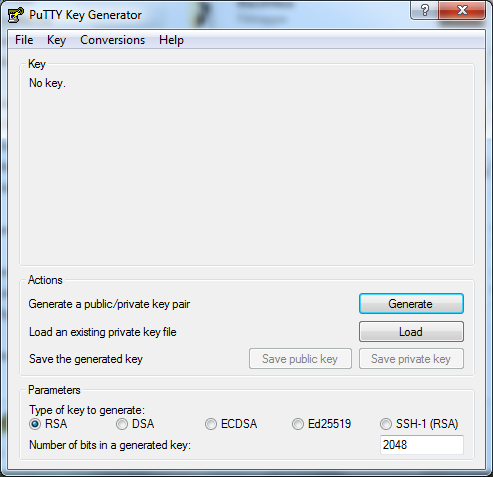 PuTTY Key Generator
File Key Conversions Help
Key
No key.
Actions
Generate a public/private key pair
Generate
Load an existing private key file
Load
Save the generated key
Save public key
Save private key
Parameters
Type of key to generate:
RSA DSA ECDSA Ed25519 SSH-1 (RSA)
Number of bits in a generated key:
2048